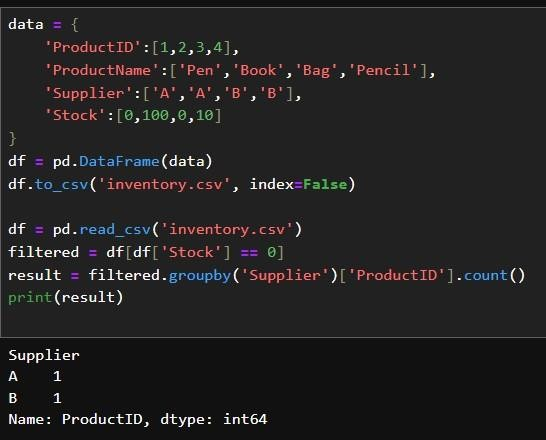 data = {
    'ProductID':[1,2,3,4],
    'ProductName':['Pen','Book','Bag','Pencil'],
    'Supplier':['A','A','B','B'],
    'Stock':[0,100,0,10]
}
df = pd.DataFrame(data)
df.to_csv('inventory.csv', index=False)

df = pd.read_csv('inventory.csv')
filtered = df[df['Stock'] == 0]
result = filtered.groupby('Supplier')['ProductID'].count()
print(result)

Supplier
A    1
B    1
Name: ProductID, dtype: int64